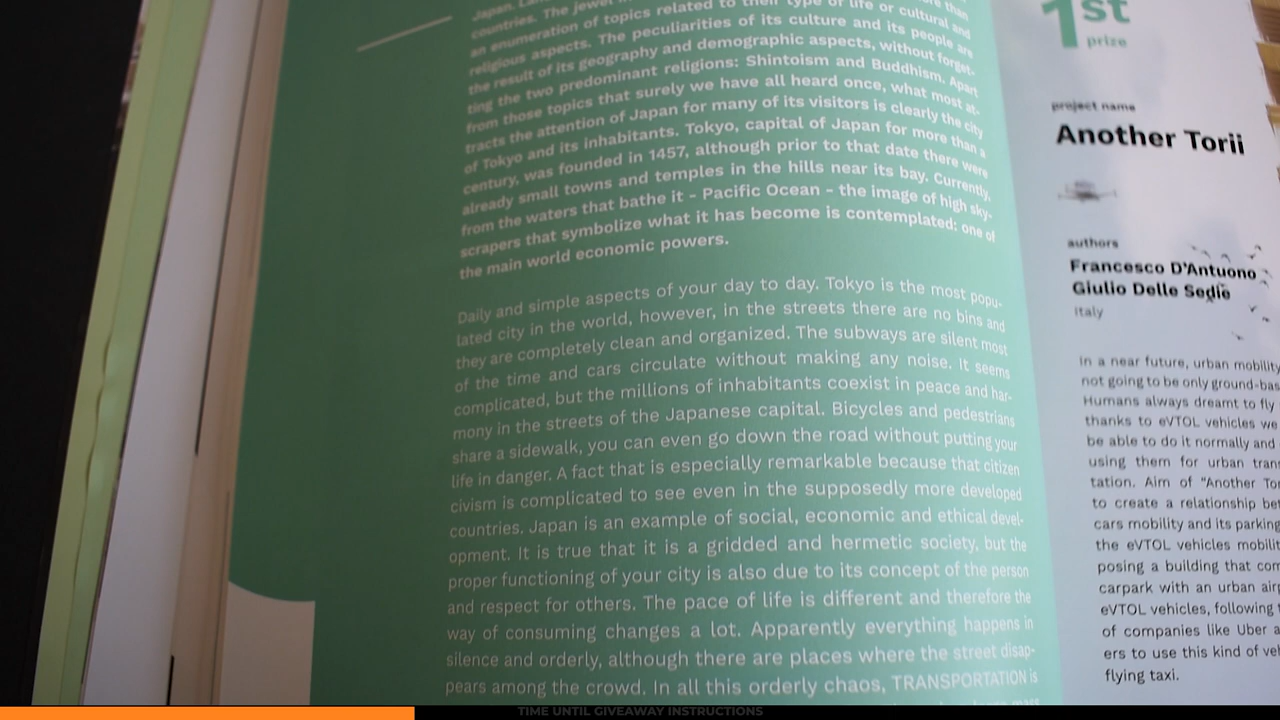 Japan.
countries. The jewel
an enumeration of topics related to their type of life or cultural and
religious aspects. The peculiarities of its culture and its people are
the result of its geography and demographic aspects, without forget-
ting the two predominant religions: Shintoism and Buddhism. Apart
from those topics that surely we have all heard once, what most at-
tracts the attention of Japan for many of its visitors is clearly the city
of Tokyo and its inhabitants. Tokyo, capital of Japan for more than a
century, was founded in 1457, although prior to that date there were
already small towns and temples in the hills near its bay. Currently,
from the waters that bathe it - Pacific Ocean - the image of high sky-
scrapers that symbolize what it has become is contemplated: one of
the main world economic powers.
Daily and simple aspects of your day to day. Tokyo is the most popu-
lated city in the world, however, in the streets there are no bins and
they are completely clean and organized. The subways are silent most
of the time and cars circulate without making any noise. It seems
complicated, but the millions of inhabitants coexist in peace and har-
mony in the streets of the Japanese capital. Bicycles and pedestrians
share a sidewalk, you can even go down the road without putting your
life in danger. A fact that is especially remarkable because that citizen
civism is complicated to see even in the supposedly more developed
countries. Japan is an example of social, economic and ethical devel-
opment. It is true that it is a gridded and hermetic society, but the
proper functioning of your city is also due to its concept of the person
and respect for others. The pace of life is different and therefore the
way of consuming changes a lot. Apparently everything happens in
silence and orderly, although there are places where the street disap-
pears among the crowd. In all this orderly chaos, TRANSPORTATION is
1st
prize
project name
Another Torii
authors
Francesco D'Antuono
Giulio Delle Sedie
Italy
In a near future, urban mobility
not going to be only ground-bas
Humans always dreamt to fly
thanks to eVTOL vehicles we
be able to do it normally and
using them for urban tran
tation. Aim of "Another To
to create a relationship be
cars mobility and its parking
the eVTOL vehicles mobilit
posing a building that com
carpark with an urban air
eVTOL vehicles, following
of companies like Uber a
ers to use this kind of veh
flying taxi.
TIME UNTIL GIVEAWAY INSTRUCTIONS